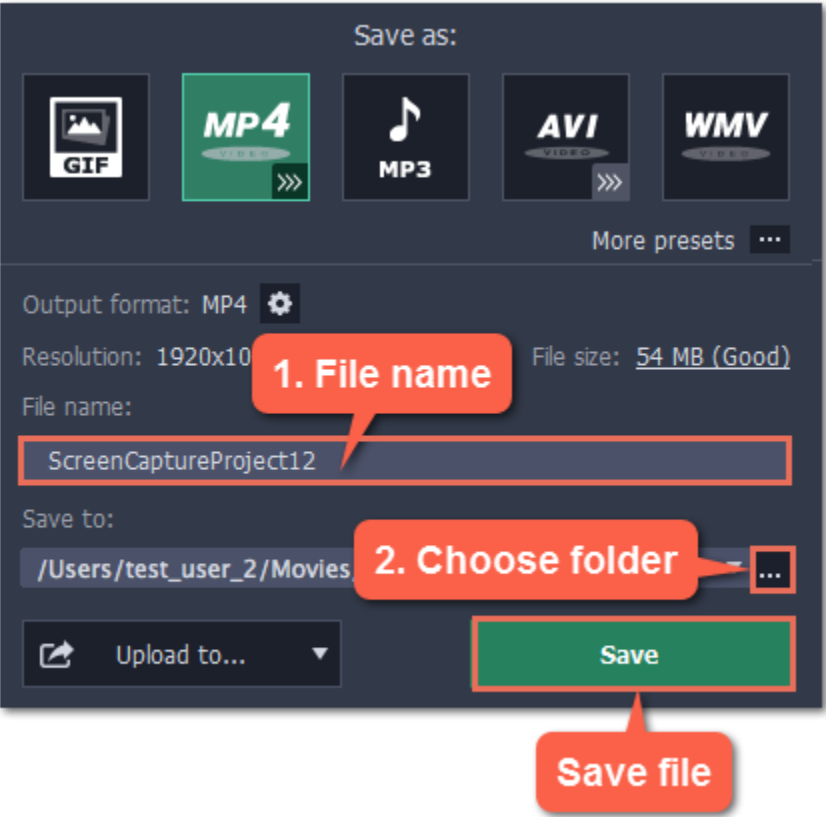 Save as:
GIF
MP4
VIDEO
MP3
AVI
VIDEO
WMV
VIDEO
More presets ...
Output format: MP4
Resolution: 1920x10
File size: 54 MB (Good)
1. File name
File name:
ScreenCaptureProject12
Save to:
/Users/test_user_2/Movies
2. Choose folder
...
Upload to...
Save
Save file